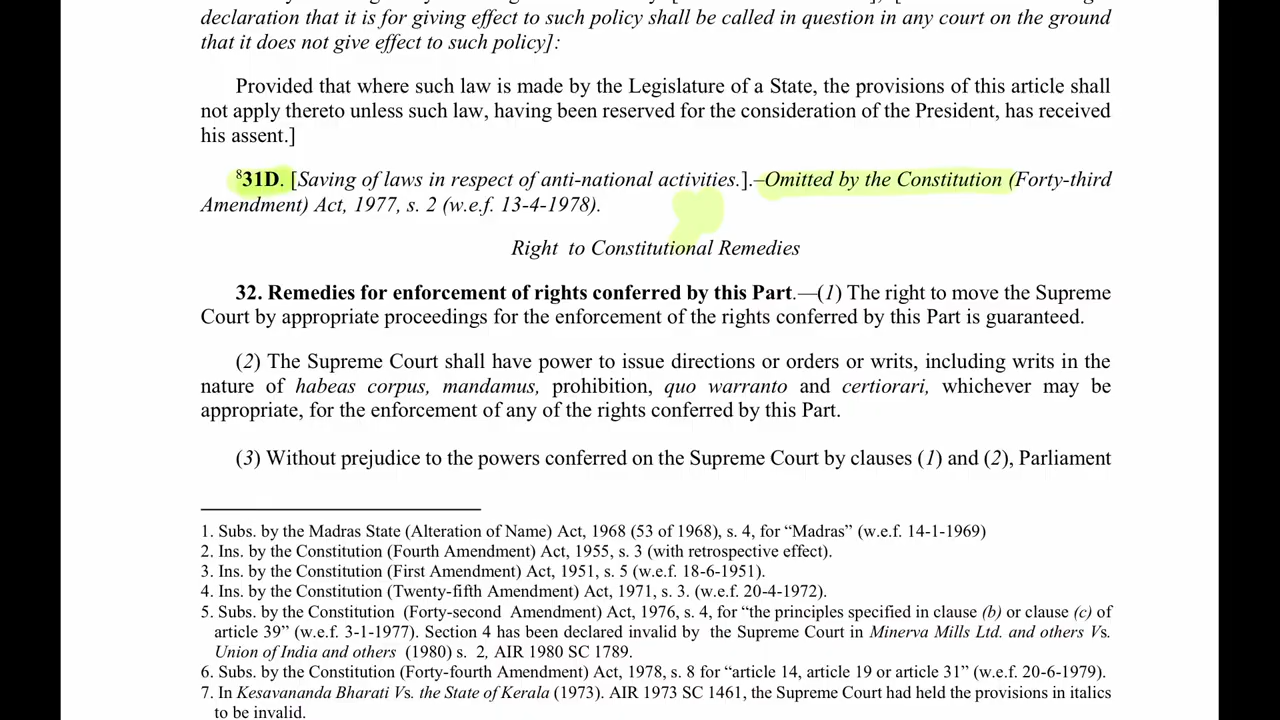 declaration that it is for giving effect to such policy shall be called in question in any court on the ground
that it does not give effect to such policy]:
Provided that where such law is made by the Legislature of a State, the provisions of this article shall
not apply thereto unless such law, having been reserved for the consideration of the President, has received
his assent.]
⁸31D. [Saving of laws in respect of anti-national activities.].–Omitted by the Constitution (Forty-third
Amendment) Act, 1977, s. 2 (w.e.f. 13-4-1978).
Right to Constitutional Remedies
32. Remedies for enforcement of rights conferred by this Part.—(1) The right to move the Supreme
Court by appropriate proceedings for the enforcement of the rights conferred by this Part is guaranteed.
(2) The Supreme Court shall have power to issue directions or orders or writs, including writs in the
nature of habeas corpus, mandamus, prohibition, quo warranto and certiorari, whichever may be
appropriate, for the enforcement of any of the rights conferred by this Part.
(3) Without prejudice to the powers conferred on the Supreme Court by clauses (1) and (2), Parliament
1. Subs. by the Madras State (Alteration of Name) Act, 1968 (53 of 1968), s. 4, for “Madras” (w.e.f. 14-1-1969)
2. Ins. by the Constitution (Fourth Amendment) Act, 1955, s. 3 (with retrospective effect).
3. Ins. by the Constitution (First Amendment) Act, 1951, s. 5 (w.e.f. 18-6-1951).
4. Ins. by the Constitution (Twenty-fifth Amendment) Act, 1971, s. 3. (w.e.f. 20-4-1972).
5. Subs. by the Constitution (Forty-second Amendment) Act, 1976, s. 4, for “the principles specified in clause (b) or clause (c) of
article 39” (w.e.f. 3-1-1977). Section 4 has been declared invalid by the Supreme Court in Minerva Mills Ltd. and others Vs.
Union of India and others (1980) s. 2, AIR 1980 SC 1789.
6. Subs. by the Constitution (Forty-fourth Amendment) Act, 1978, s. 8 for “article 14, article 19 or article 31” (w.e.f. 20-6-1979).
7. In Kesavananda Bharati Vs. the State of Kerala (1973). AIR 1973 SC 1461, the Supreme Court had held the provisions in italics
to be invalid.